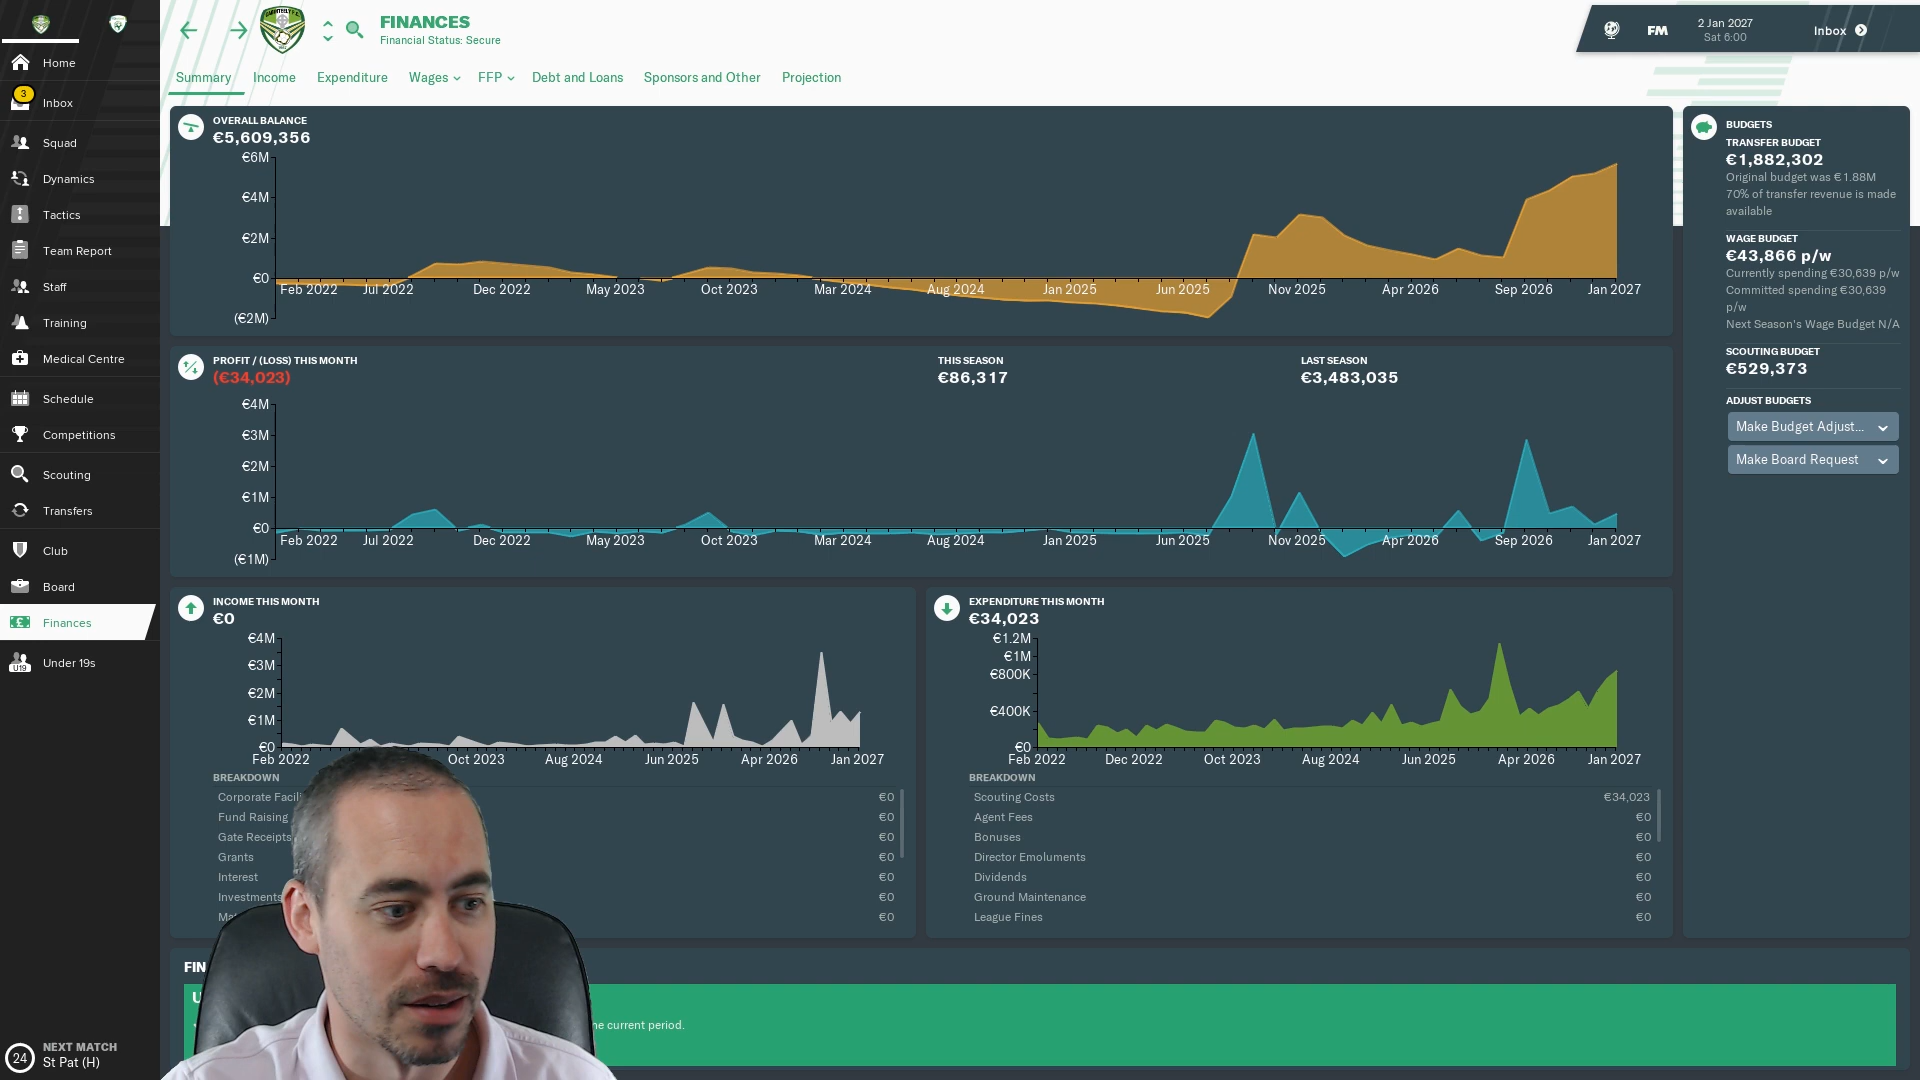 FINANCES
Financial Status: Secure
FM
2 Jan 2027
Sat 6:00
Inbox
Home
3
Inbox
Squad
Dynamics
Tactics
Team Report
Staff
Training
Medical Centre
Schedule
Competitions
Scouting
Transfers
Club
Board
Finances
U19
Under 19s
24
NEXT MATCH
St Pat (H)
Summary Income Expenditure Wages FFP Debt and Loans Sponsors and Other Projection
OVERALL BALANCE
€5,609,356
€6M
€4M
€2M
€0
(€2M)
Feb 2022 Jul 2022 Dec 2022 May 2023 Oct 2023 Mar 2024 Aug 2024 Jan 2025 Jun 2025 Nov 2025 Apr 2026 Sep 2026 Jan 2027
PROFIT / (LOSS) THIS MONTH
(€34,023)
THIS SEASON
€86,317
LAST SEASON
€3,483,035
€4M
€3M
€2M
€1M
€0
(€1M)
Feb 2022 Jul 2022 Dec 2022 May 2023 Oct 2023 Mar 2024 Aug 2024 Jan 2025 Jun 2025 Nov 2025 Apr 2026 Sep 2026 Jan 2027
INCOME THIS MONTH
€0
€4M
€3M
€2M
€1M
€0
Feb 2022 Oct 2023 Aug 2024 Jun 2025 Apr 2026 Jan 2027
BREAKDOWN
Corporate €0
Fund Raising €0
Gate Receipts €0
Grants €0
Interest €0
Investments €0
€0
EXPENDITURE THIS MONTH
€34,023
€1.2M
€1M
€800K
€400K
€0
Feb 2022 Dec 2022 Oct 2023 Aug 2024 Jun 2025 Apr 2026 Jan 2027
BREAKDOWN
Scouting Costs €34,023
Agent Fees €0
Bonuses €0
Director Emoluments €0
Dividends €0
Ground Maintenance €0
League Fines €0
BUDGETS
TRANSFER BUDGET
€1,882,302
Original budget was €1.88M
70% of transfer revenue is made
available
WAGE BUDGET
€43,866 p/w
Currently spending €30,639 p/w
Committed spending €30,639
p/w
Next Season's Wage Budget N/A
SCOUTING BUDGET
€529,373
ADJUST BUDGETS
Make Budget Adjust...
Make Board Request
FIN
current period.